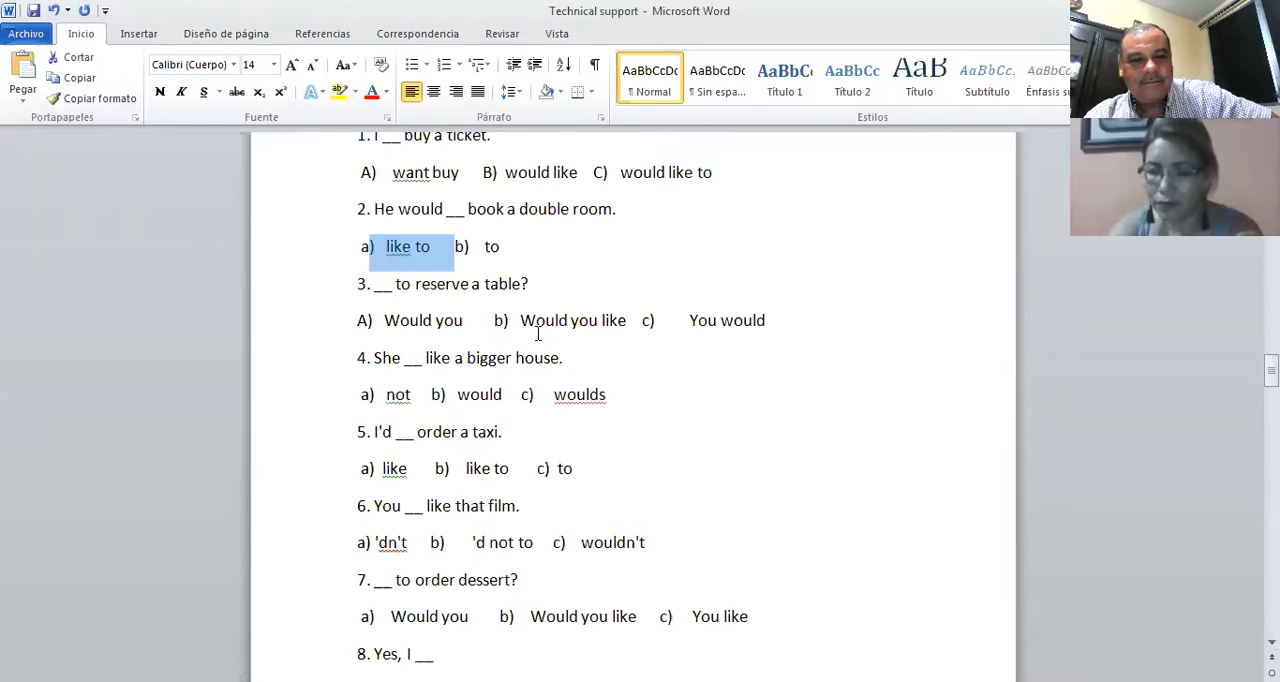 Technical support - Microsoft Word
Archivo Inicio Insertar Diseño de página Referencias Correspondencia Revisar Vista
Pegar
Cortar
Copiar
Copiar formato
Calibri (Cuerpo) 14
Portapapeles Fuente Párrafo Estilos
AaBbCcDc AaBbCcDc AaBbC AaBbCc AaB AaBbCc. AaBbCc
¶ Normal ¶ Sin espa... Título 1 Título 2 Título Subtítulo Énfasis s
1. I __ buy a ticket.
A) want buy B) would like C) would like to
2. He would __ book a double room.
a) like to b) to
3. __ to reserve a table?
A) Would you b) Would you like c) You would
4. She __ like a bigger house.
a) not b) would c) woulds
5. I'd __ order a taxi.
a) like b) like to c) to
6. You __ like that film.
a) 'dn't b) 'd not to c) wouldn't
7. __ to order dessert?
a) Would you b) Would you like c) You like
8. Yes, I __